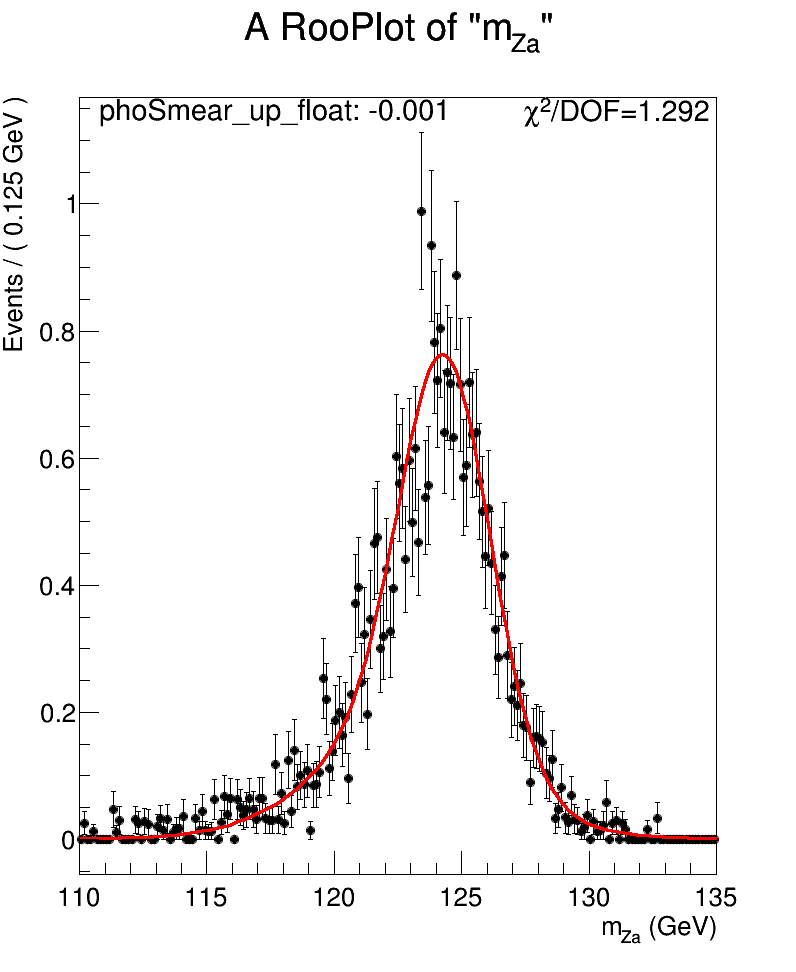 A RooPlot of "m_Za"
phoSmear_up_float: -0.001
χ²/DOF=1.292
Events / ( 0.125 GeV )
1
0.8
0.6
0.4
0.2
0
110 115 120 125 130 135
m_Za (GeV)